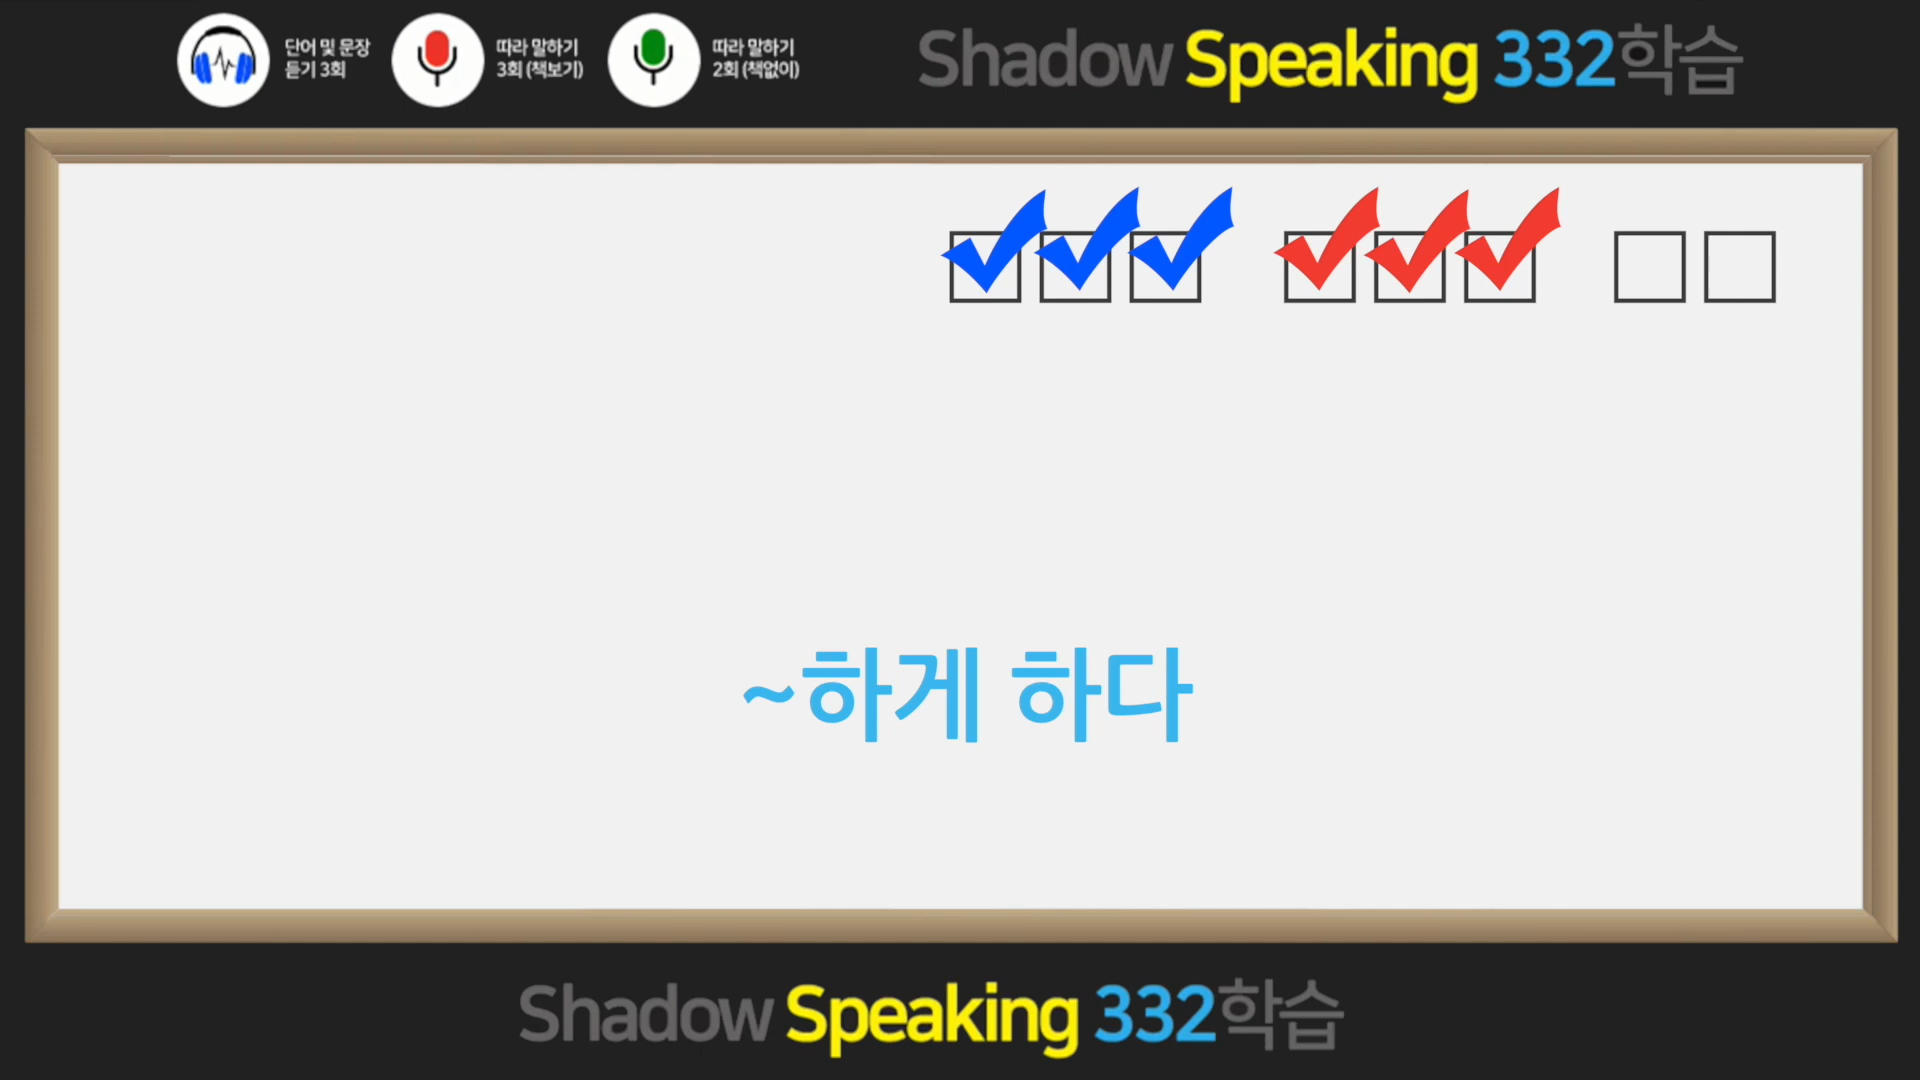 단어 및 문장
듣기 3회
따라 말하기
3회 (책보기)
따라 말하기
2회 (책없이)
Shadow Speaking 332학습
~하게 하다
Shadow Speaking 332학습